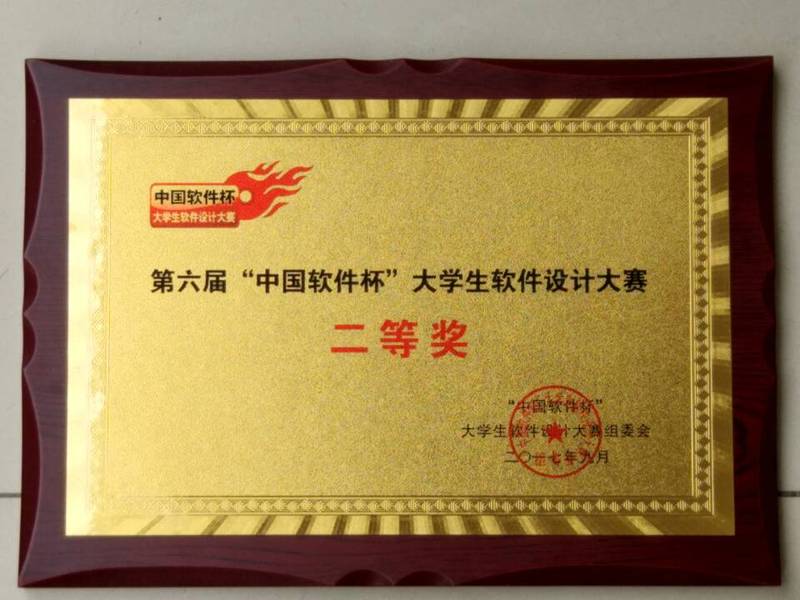 中国软件杯
大学生软件设计大赛
第六届“中国软件杯”大学生软件设计大赛
二等奖
“中国软件杯”
大学生软件设计大赛组委会
二〇一七年九月